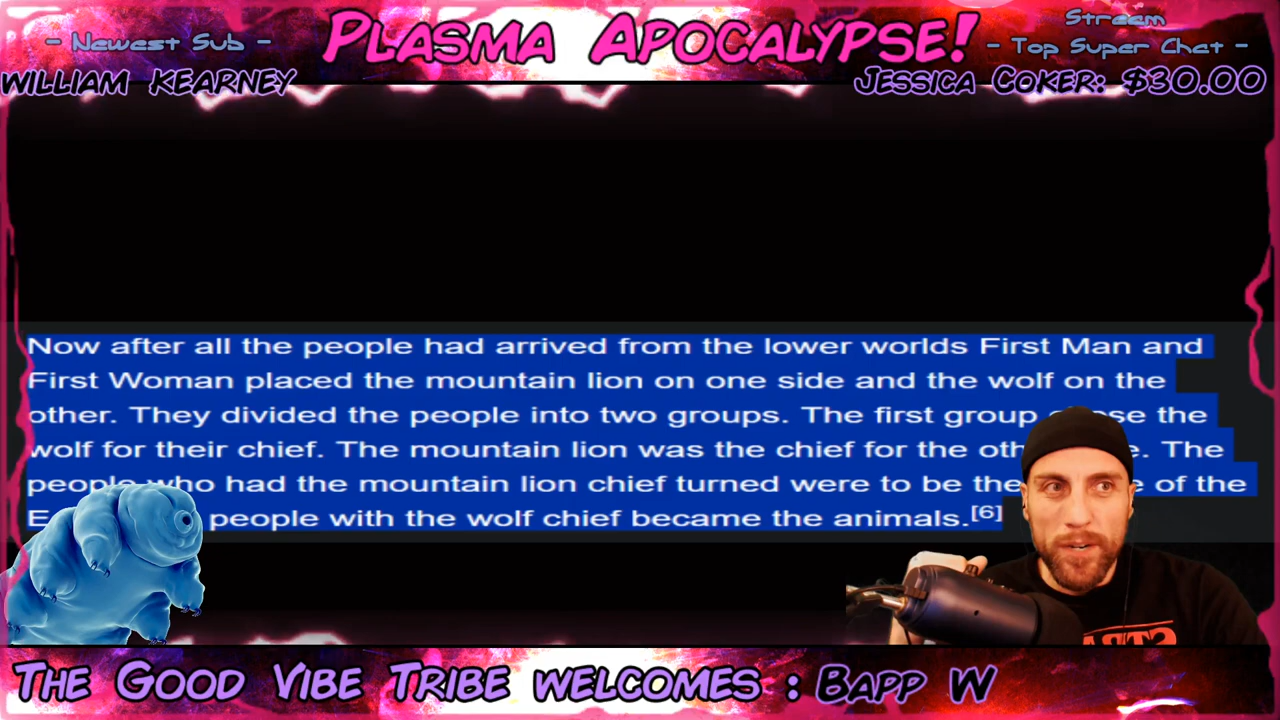 Plasma Apocalypse!
- Newest Sub -
William Kearney
Stream
- Top Super Chat -
Jessica Coker: $30.00
Now after all the people had arrived from the lower worlds First Man and
First Woman placed the mountain lion on one side and the wolf on the
other. They divided the people into two groups. The first group the
wolf for their chief. The mountain lion was the chief for the The
people who had the mountain lion chief turned were to be the of the
people with the wolf chief became the animals.[6]
The Good Vibe Tribe welcomes : Bapp W